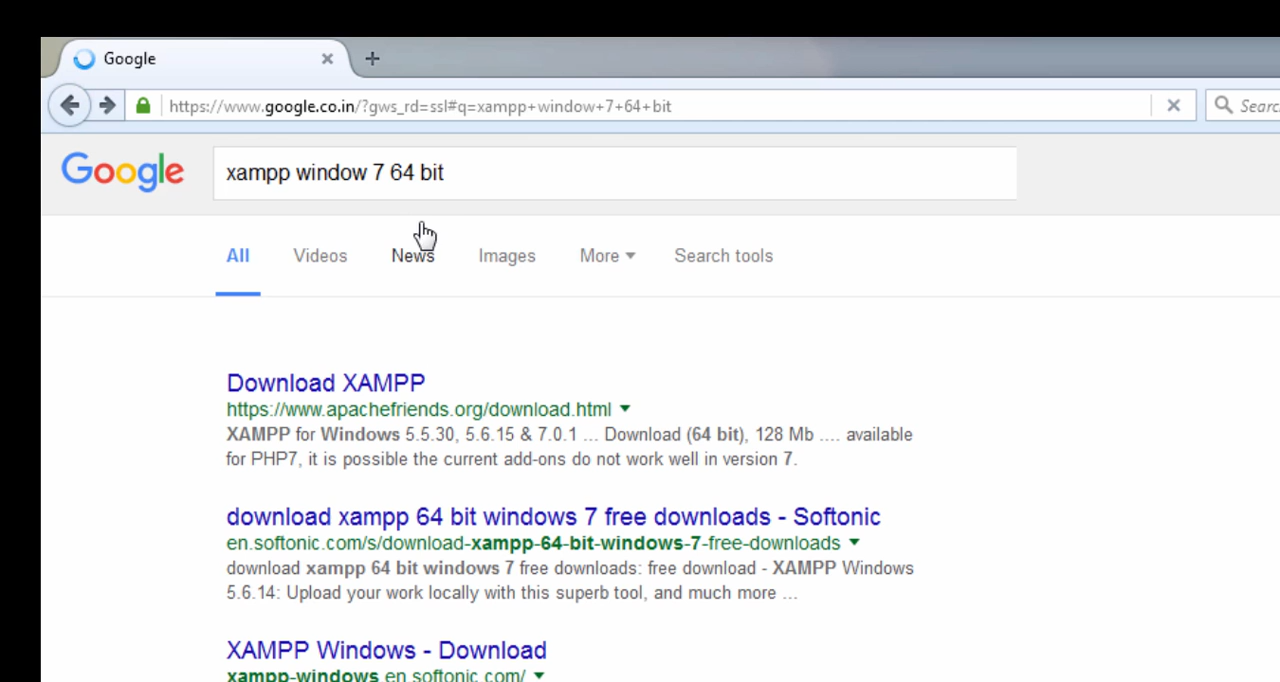 Google
https://www.google.co.in/?gws_rd=ssl#q=xampp+window+7+64+bit
Searc
Google
xampp window 7 64 bit
All Videos News Images More Search tools
Download XAMPP
https://www.apachefriends.org/download.html
XAMPP for Windows 5.5.30, 5.6.15 & 7.0.1 ... Download (64 bit), 128 Mb .... available
for PHP7, it is possible the current add-ons do not work well in version 7.
download xampp 64 bit windows 7 free downloads - Softonic
en.softonic.com/s/download-xampp-64-bit-windows-7-free-downloads
download xampp 64 bit windows 7 free downloads: free download - XAMPP Windows
5.6.14: Upload your work locally with this superb tool, and much more ...
XAMPP Windows - Download
xampp-windows.en.softonic.com/